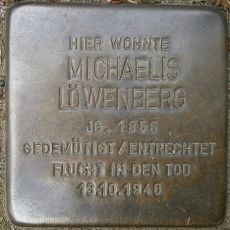 HIER WOHNTE
MICHAELIS
LÖWENBERG
JG. 1856
GEDEMÜTIGT/ENTRECHTET
FLUCHT IN DEN TOD
13.10.1940